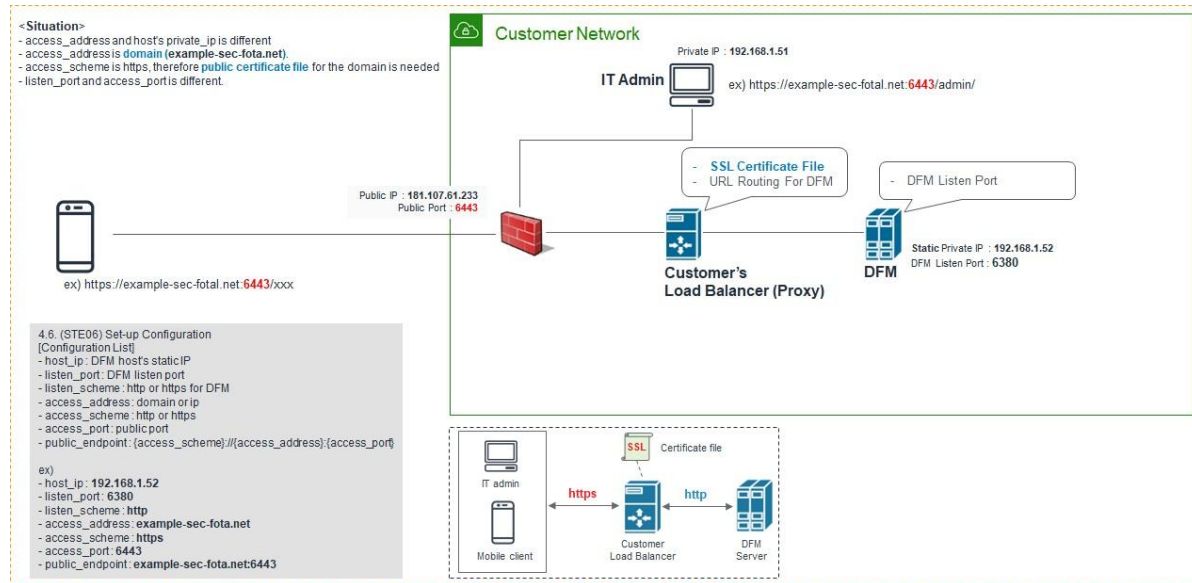 <Situation>
- access_address and host's private_ip is different
- access_address is domain (example-sec-fota.net).
- access_scheme is https, therefore public certificate file for the domain is needed
- listen_port and access_port is different.
Customer Network
Private IP : 192.168.1.51
IT Admin
ex) https://example-sec-fotal.net:6443/admin/
- SSL Certificate File
- URL Routing For DFM
- DFM Listen Port
Public IP : 181.107.61.233
Public Port : 6443
Static Private IP : 192.168.1.52
DFM Listen Port : 6380
DFM
Customer's
Load Balancer (Proxy)
ex) https://example-sec-fotal.net:6443/xxx
4.6. (STE06) Set-up Configuration
[Configuration List]
- host_ip : DFM host's static IP
- listen_port : DFM listen port
- listen_scheme : http or https for DFM
- access_address : domain or ip
- access_scheme : http or https
- access_port : public port
- public_endpoint : {access_scheme}://{access_address}:{access_port}
ex)
- host_ip : 192.168.1.52
- listen_port : 6380
- listen_scheme : http
- access_address : example-sec-fota.net
- access_scheme : https
- access_port : 6443
- public_endpoint : example-sec-fota.net:6443
SSL
Certificate file
IT admin
https
http
Mobile client
Customer
Load Balancer
DFM
Server